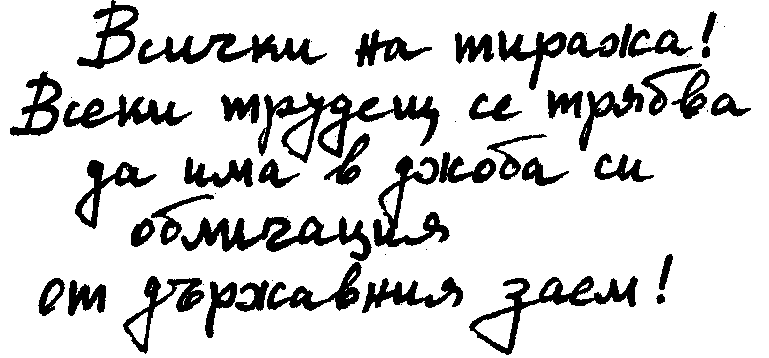 Всички на тиража!
Всеки трудещ се трябва
да има в джоба си
облигация
от държавния заем!